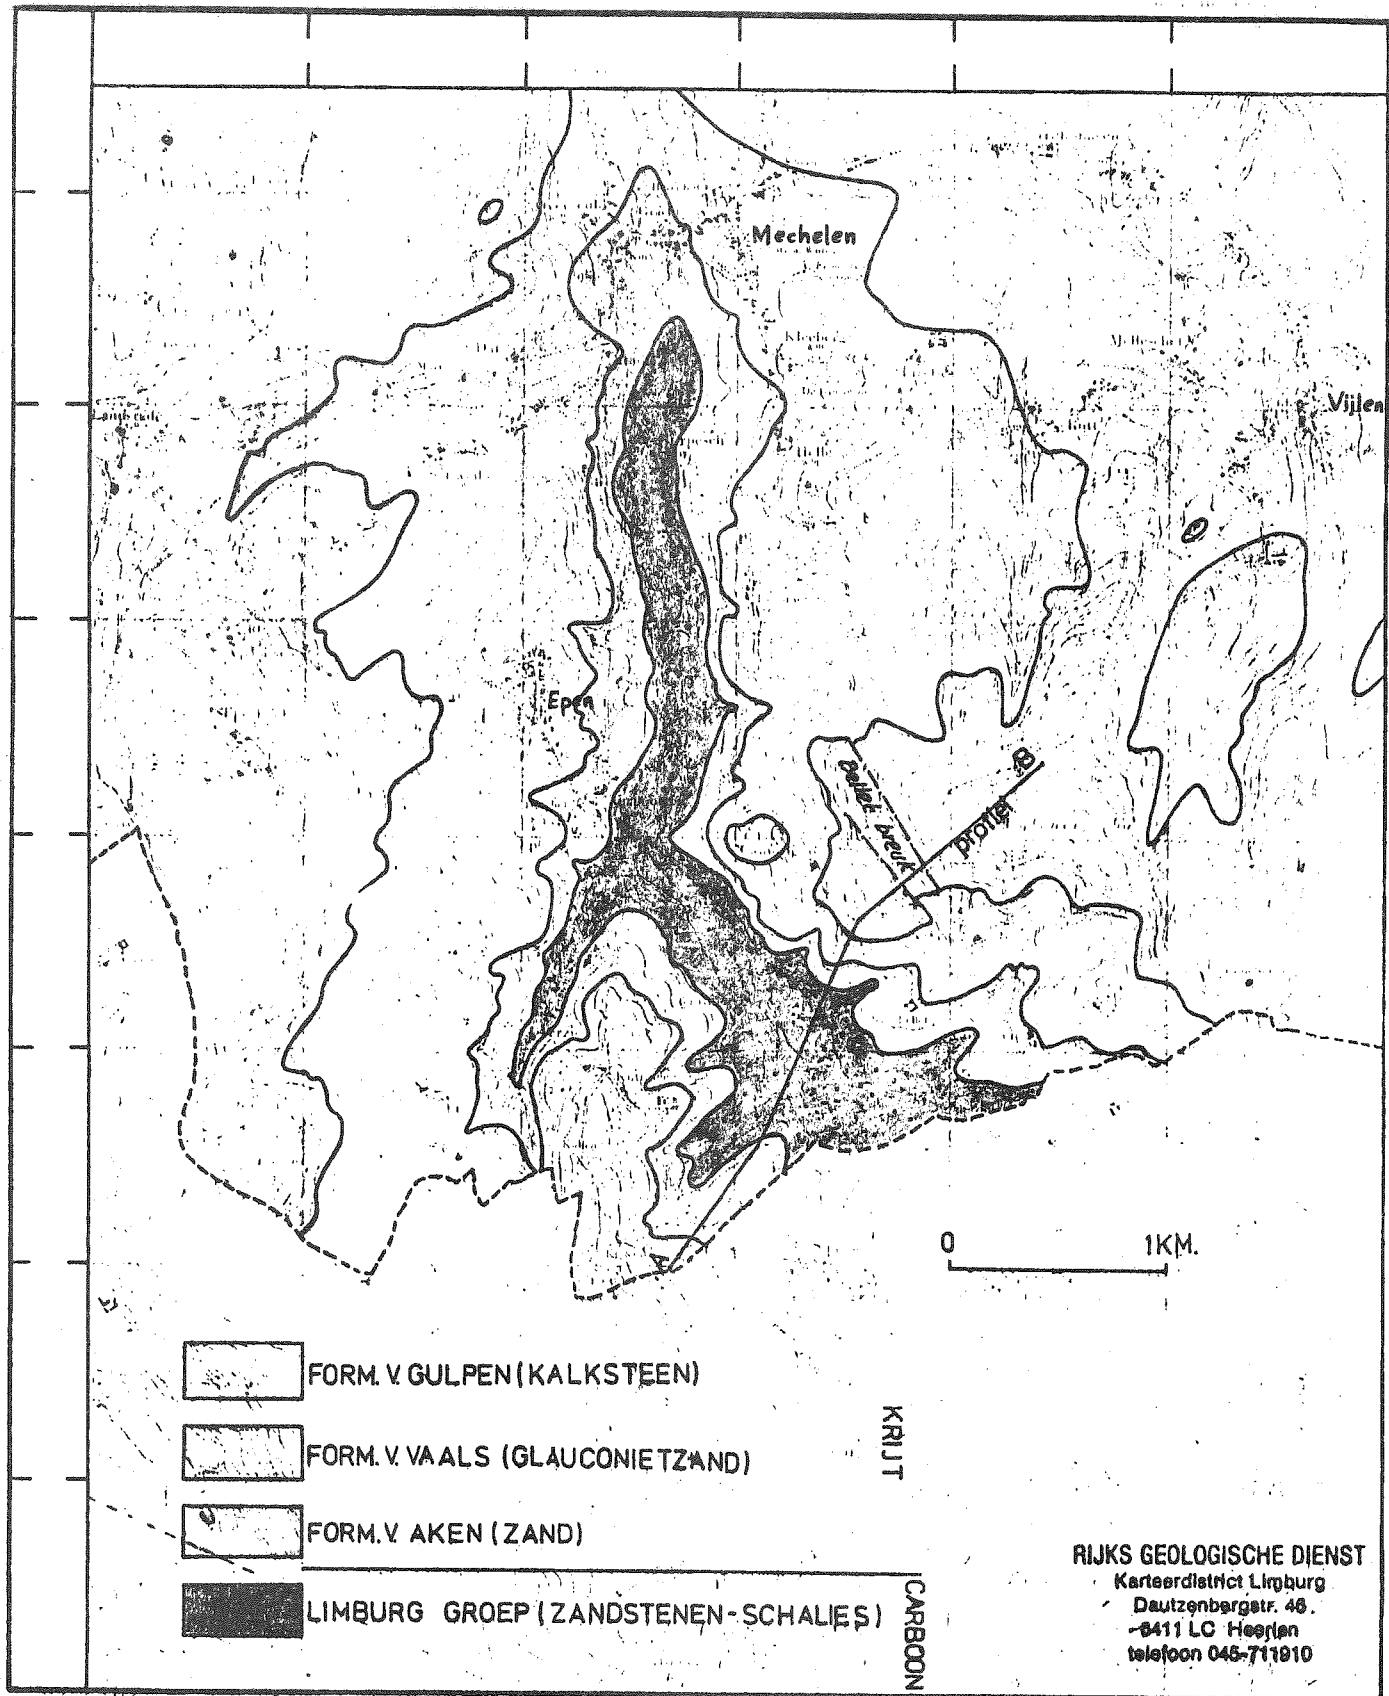 Mechelen
Vijlen
Epen
B
profiel
breuk
A
0 1KM.
FORM. V. GULPEN (KALKSTEEN)
FORM. V. VAALS (GLAUCONIETZAND)
FORM. V. AKEN (ZAND)
LIMBURG GROEP (ZANDSTENEN-SCHALIES)
KRIJT
CARBOON
RIJKS GEOLOGISCHE DIENST
Karteerdistrict Limburg
Dautzenbergstr. 46.
6411 LC Heerlen
telefoon 045-711910